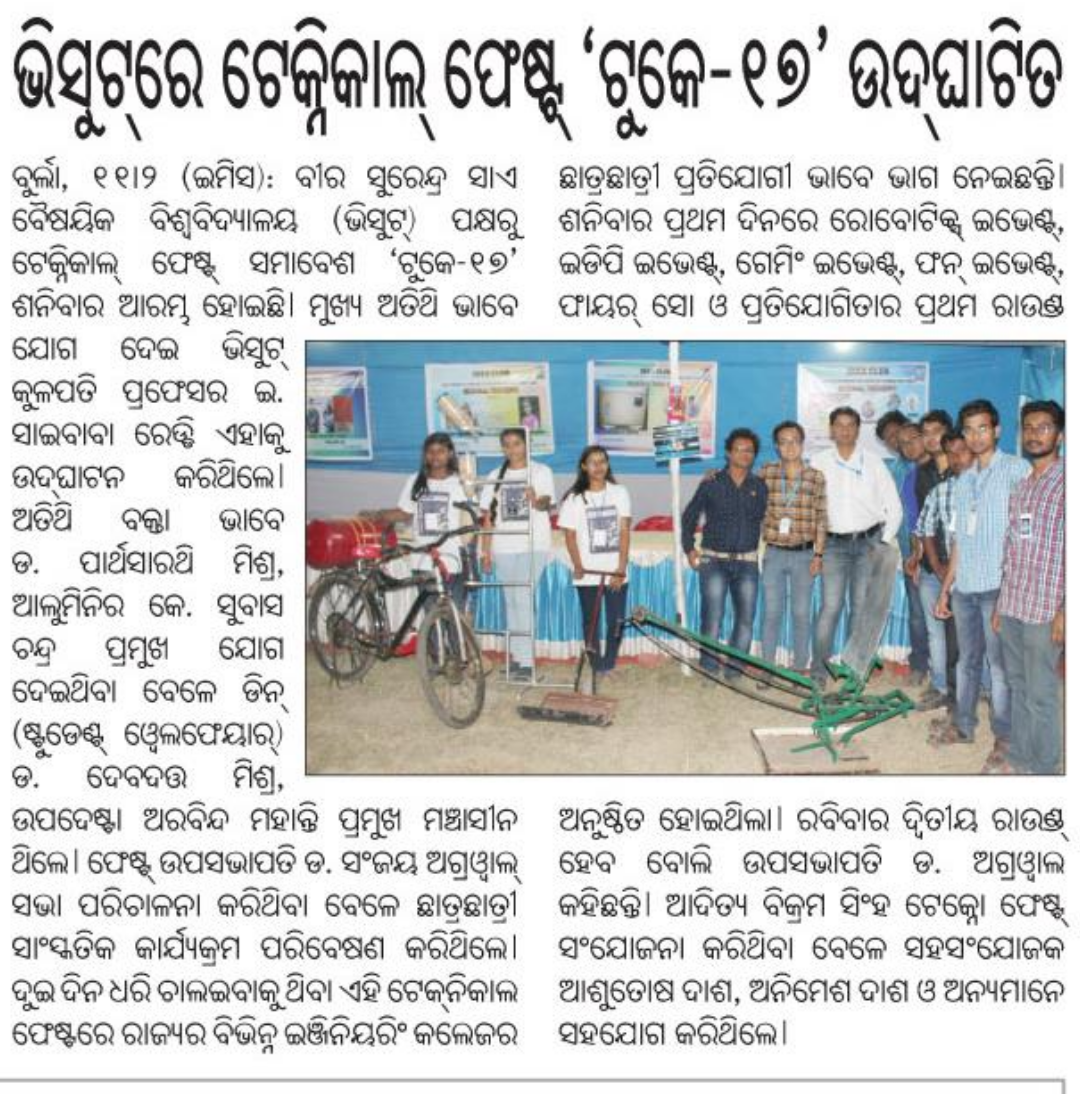 ଭିସୁଟ୍‌ରେ ଟେକ୍ନିକାଲ୍ ଫେଷ୍ଟ ‘ଟୁକେ-୧୭’ ଉଦ୍‌ଘାଟିତ
ବୁର୍ଲା, ୧୧।୨ (ଇମିସ): ବୀର ସୁରେନ୍ଦ୍ର ସାଏ
ବୈଷୟିକ ବିଶ୍ୱବିଦ୍ୟାଳୟ (ଭିସୁଟ୍) ପକ୍ଷରୁ
ଟେକ୍ନିକାଲ୍ ଫେଷ୍ଟ ସମାବେଶ ‘ଟୁକେ-୧୭’
ଶନିବାର ଆରମ୍ଭ ହୋଇଛି। ମୁଖ୍ୟ ଅତିଥି ଭାବେ
ଯୋଗ ଦେଇ ଭିସୁଟ୍
କୁଳପତି ପ୍ରଫେସର ଇ.
ସାଇବାବା ରେଡ୍ଡି ଏହାକୁ
ଉଦ୍‌ଘାଟନ କରିଥିଲେ।
ଅତିଥି ବକ୍ତା ଭାବେ
ଡ. ପାର୍ଥସାରଥି ମିଶ୍ର,
ଆଲୁମିନିର କେ. ସୁବାସ
ଚନ୍ଦ୍ର ପ୍ରମୁଖ ଯୋଗ
ଦେଇଥିବା ବେଳେ ଡିନ୍
(ଷ୍ଟୁଡେଣ୍ଟ୍ ୱେଲଫେୟାର୍)
ଡ. ଦେବଦତ୍ତ ମିଶ୍ର,
ଉପଦେଷ୍ଟା ଅରବିନ୍ଦ ମହାନ୍ତି ପ୍ରମୁଖ ମଞ୍ଚାସୀନ
ଥିଲେ। ଫେଷ୍ଟ ଉପସଭାପତି ଡ. ସଂଜୟ ଅଗ୍ରୱାଲ୍
ସଭା ପରିଚାଳନା କରିଥିବା ବେଳେ ଛାତ୍ରଛାତ୍ରୀ
ସାଂସ୍କୃତିକ କାର୍ଯ୍ୟକ୍ରମ ପରିବେଷଣ କରିଥିଲେ।
ଦୁଇ ଦିନ ଧରି ଚାଲଇବାକୁ ଥିବା ଏହି ଟେକ୍‌ନିକାଲ
ଫେଷ୍ଟରେ ରାଜ୍ୟର ବିଭିନ୍ନ ଇଞ୍ଜିନିୟରିଂ କଲେଜର
ଛାତ୍ରଛାତ୍ରୀ ପ୍ରତିଯୋଗୀ ଭାବେ ଭାଗ ନେଇଛନ୍ତି।
ଶନିବାର ପ୍ରଥମ ଦିନରେ ରୋବୋଟିକ୍ସ ଇଭେଣ୍ଟ,
ଇଡିପି ଇଭେଣ୍ଟ, ଗେମିଂ ଇଭେଣ୍ଟ, ଫନ୍ ଇଭେଣ୍ଟ,
ଫାୟର୍ ସୋ ଓ ପ୍ରତିଯୋଗିତାର ପ୍ରଥମ ରାଉଣ୍ଡ
ଅନୁଷ୍ଠିତ ହୋଇଥିଲା। ରବିବାର ଦ୍ୱିତୀୟ ରାଉଣ୍ଡ
ହେବ ବୋଲି ଉପସଭାପତି ଡ. ଅଗ୍ରୱାଲ
କହିଛନ୍ତି। ଆଦିତ୍ୟ ବିକ୍ରମ ସିଂହ ଟେକ୍ନୋ ଫେଷ୍ଟ
ସଂଯୋଜନା କରିଥିବା ବେଳେ ସହସଂଯୋଜକ
ଆଶୁତୋଷ ଦାଶ, ଅନିମେଶ ଦାଶ ଓ ଅନ୍ୟମାନେ
ସହଯୋଗ କରିଥିଲେ।